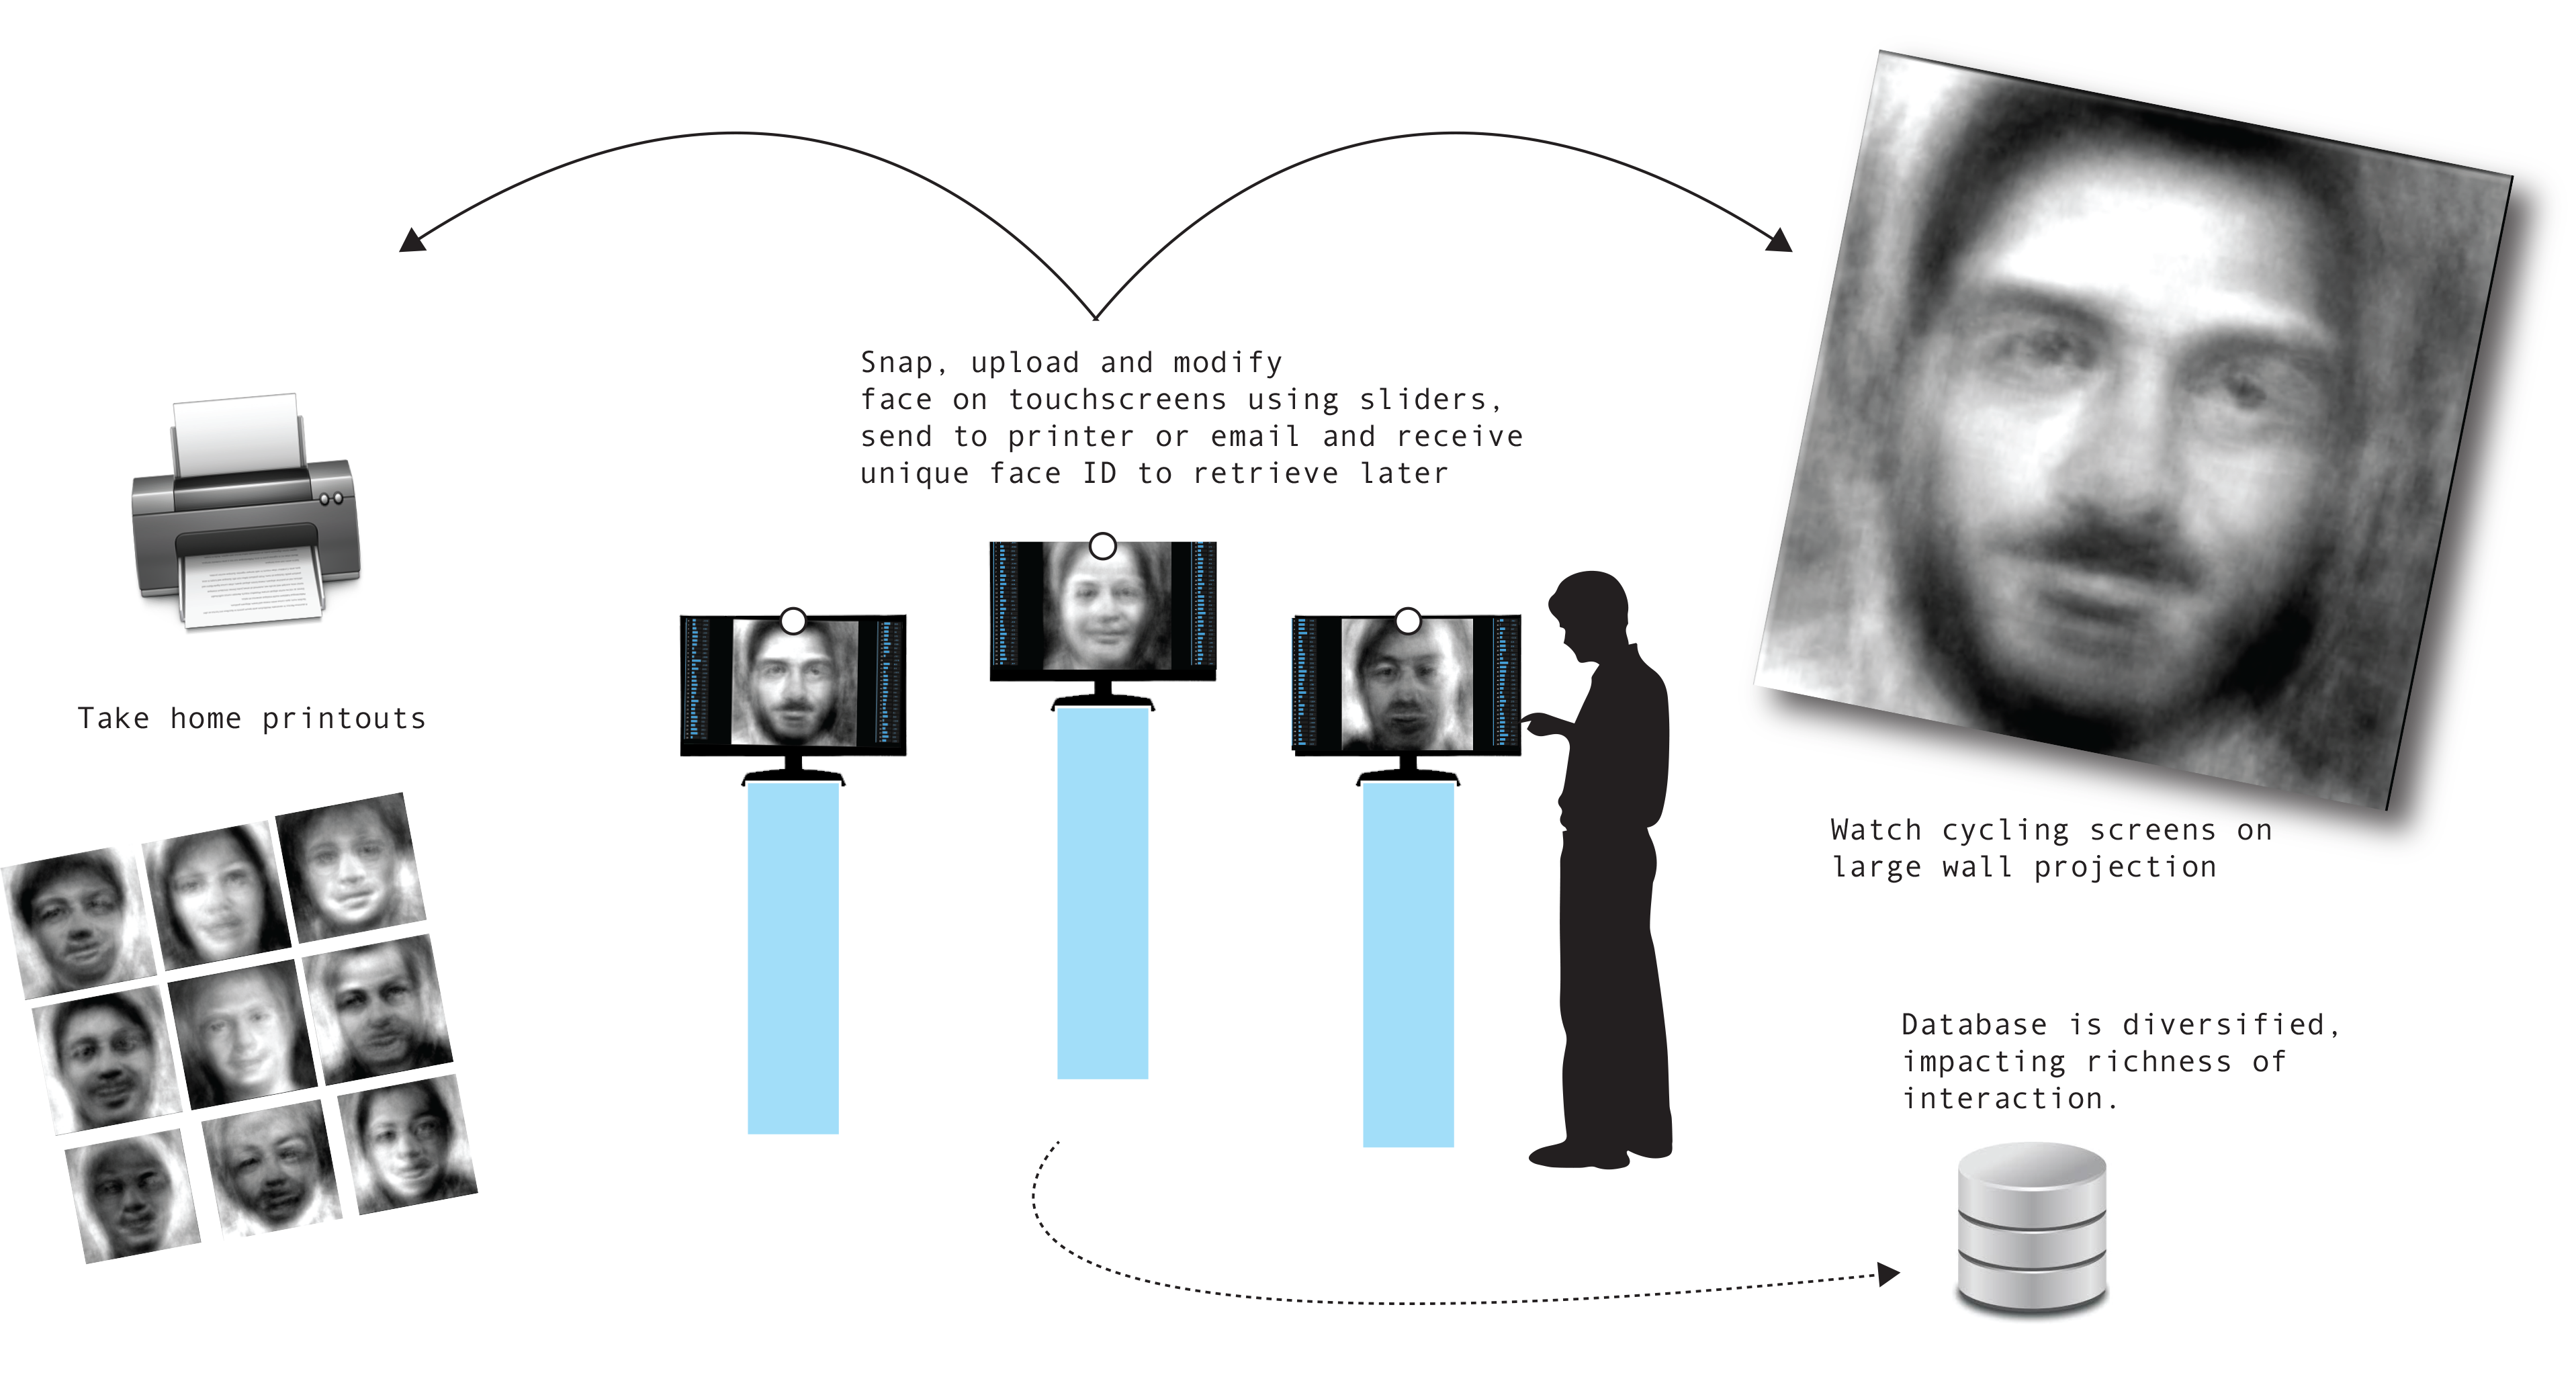 Snap, upload and modify
face on touchscreens using sliders,
send to printer or email and receive
unique face ID to retrieve later
Take home printouts
Watch cycling screens on
large wall projection
Database is diversified,
impacting richness of
interaction.